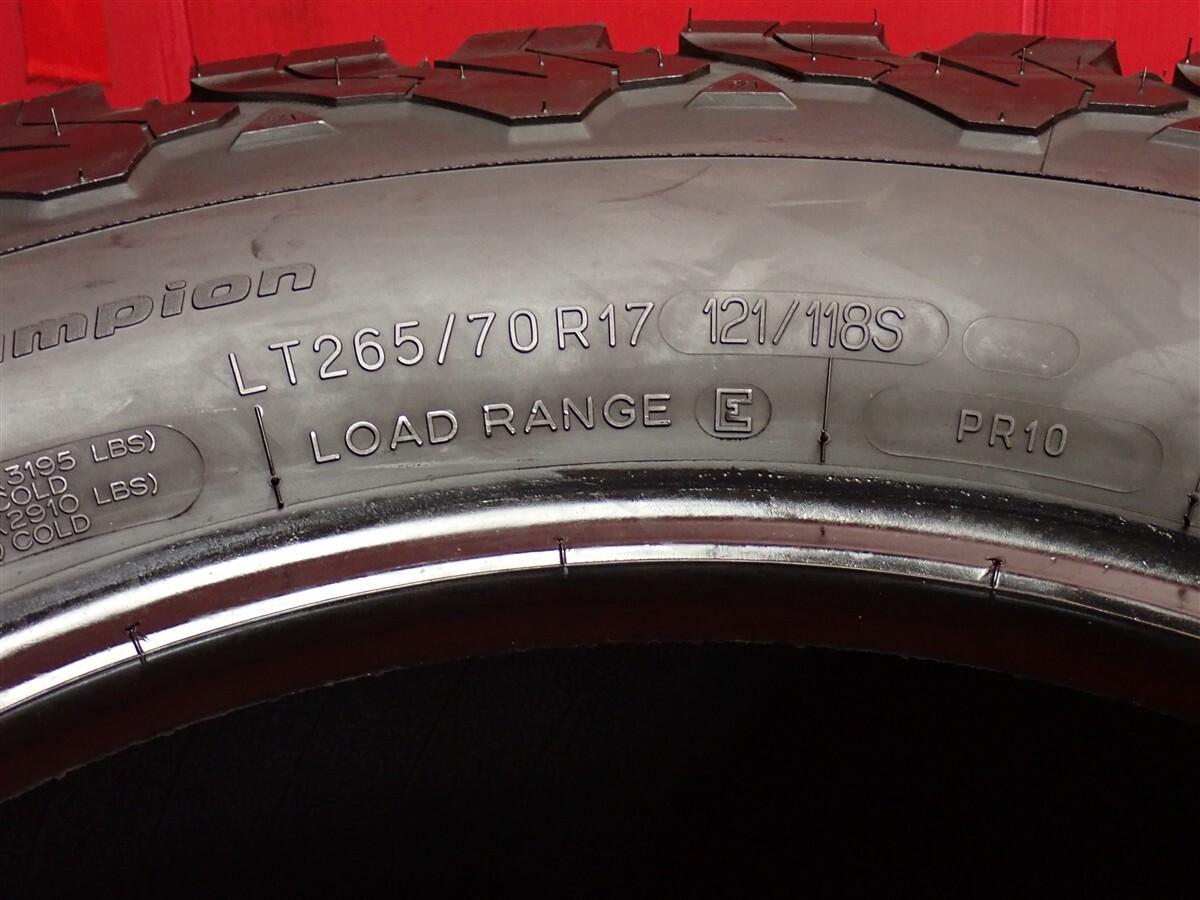 mpion
LT265/70R17 121/118S
LOAD RANGE E
PR10
3195 LBS)
COLD
2910 LBS)
COLD